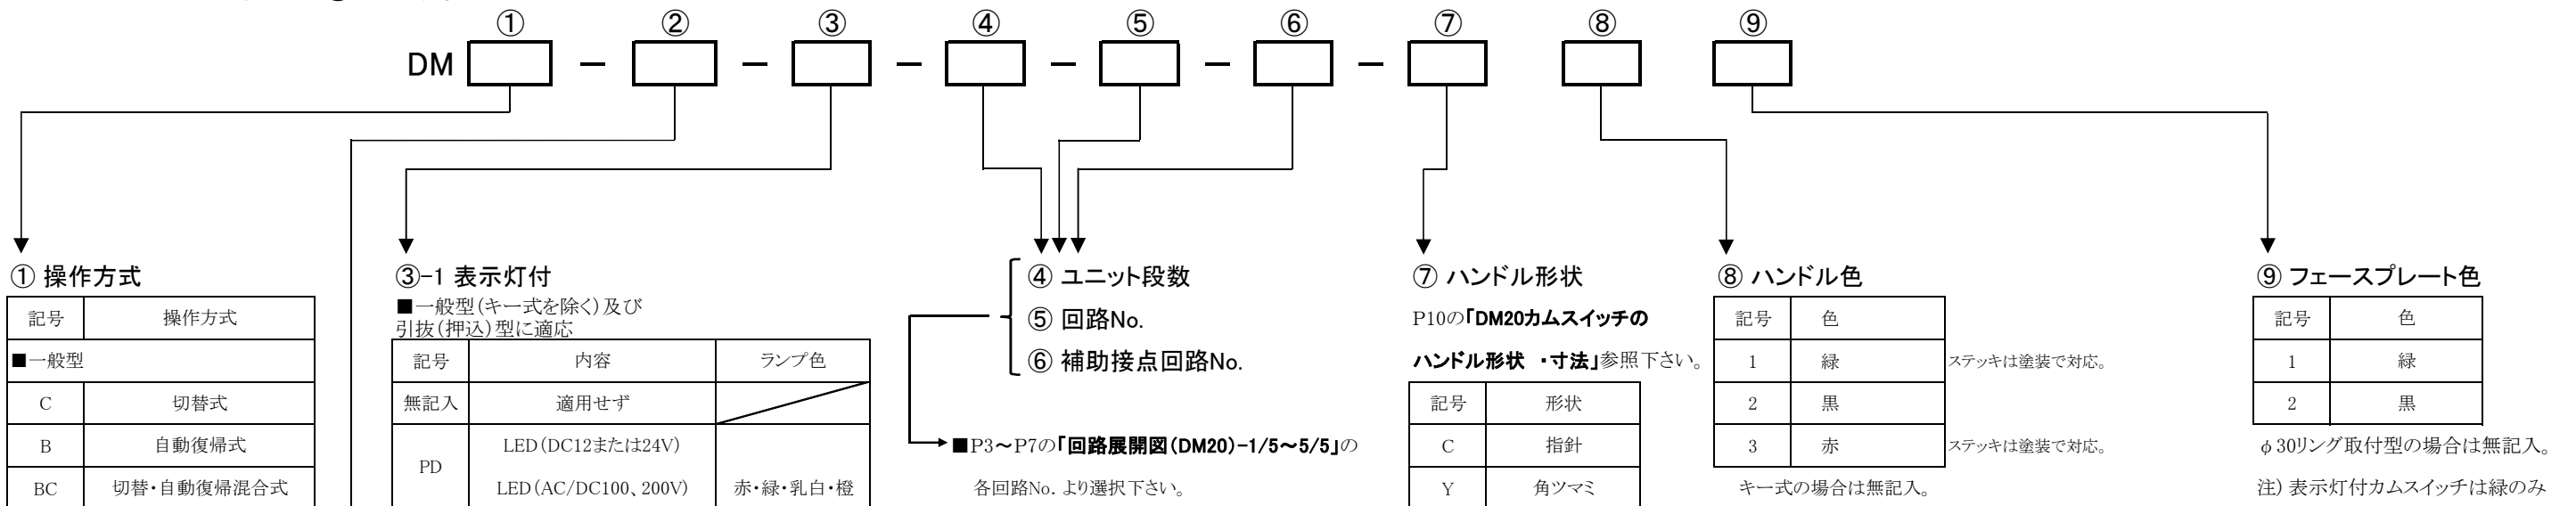 ① ② ③ ④ ⑤ ⑥ ⑦ ⑧ ⑨
DM － － － － － －
① 操作方式
記号 操作方式
■一般型
C 切替式
B 自動復帰式
BC 切替・自動復帰混合式
③-1 表示灯付
■一般型(キー式を除く)及び
引抜(押込)型に適応
記号 内容 ランプ色
無記入 適用せず
PD LED(DC12または24V)
LED(AC/DC100、200V) 赤・緑・乳白・橙
④ ユニット段数
⑤ 回路No.
⑥ 補助接点回路No.
■P3～P7の「回路展開図(DM20)-1/5～5/5」の
各回路No. より選択下さい。
⑦ ハンドル形状
P10の「DM20カムスイッチの
ハンドル形状 ・寸法」参照下さい。
記号 形状
C 指針
Y 角ツマミ
⑧ ハンドル色
記号 色
1 緑 ステッキは塗装で対応。
2 黒
3 赤 ステッキは塗装で対応。
キー式の場合は無記入。
⑨ フェースプレート色
記号 色
1 緑
2 黒
φ30リング取付型の場合は無記入。
注) 表示灯付カムスイッチは緑のみ